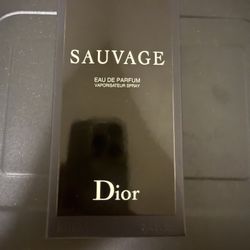 SAUVAGE
EAU DE PARFUM
VAPORISATEUR SPRAY
Dior